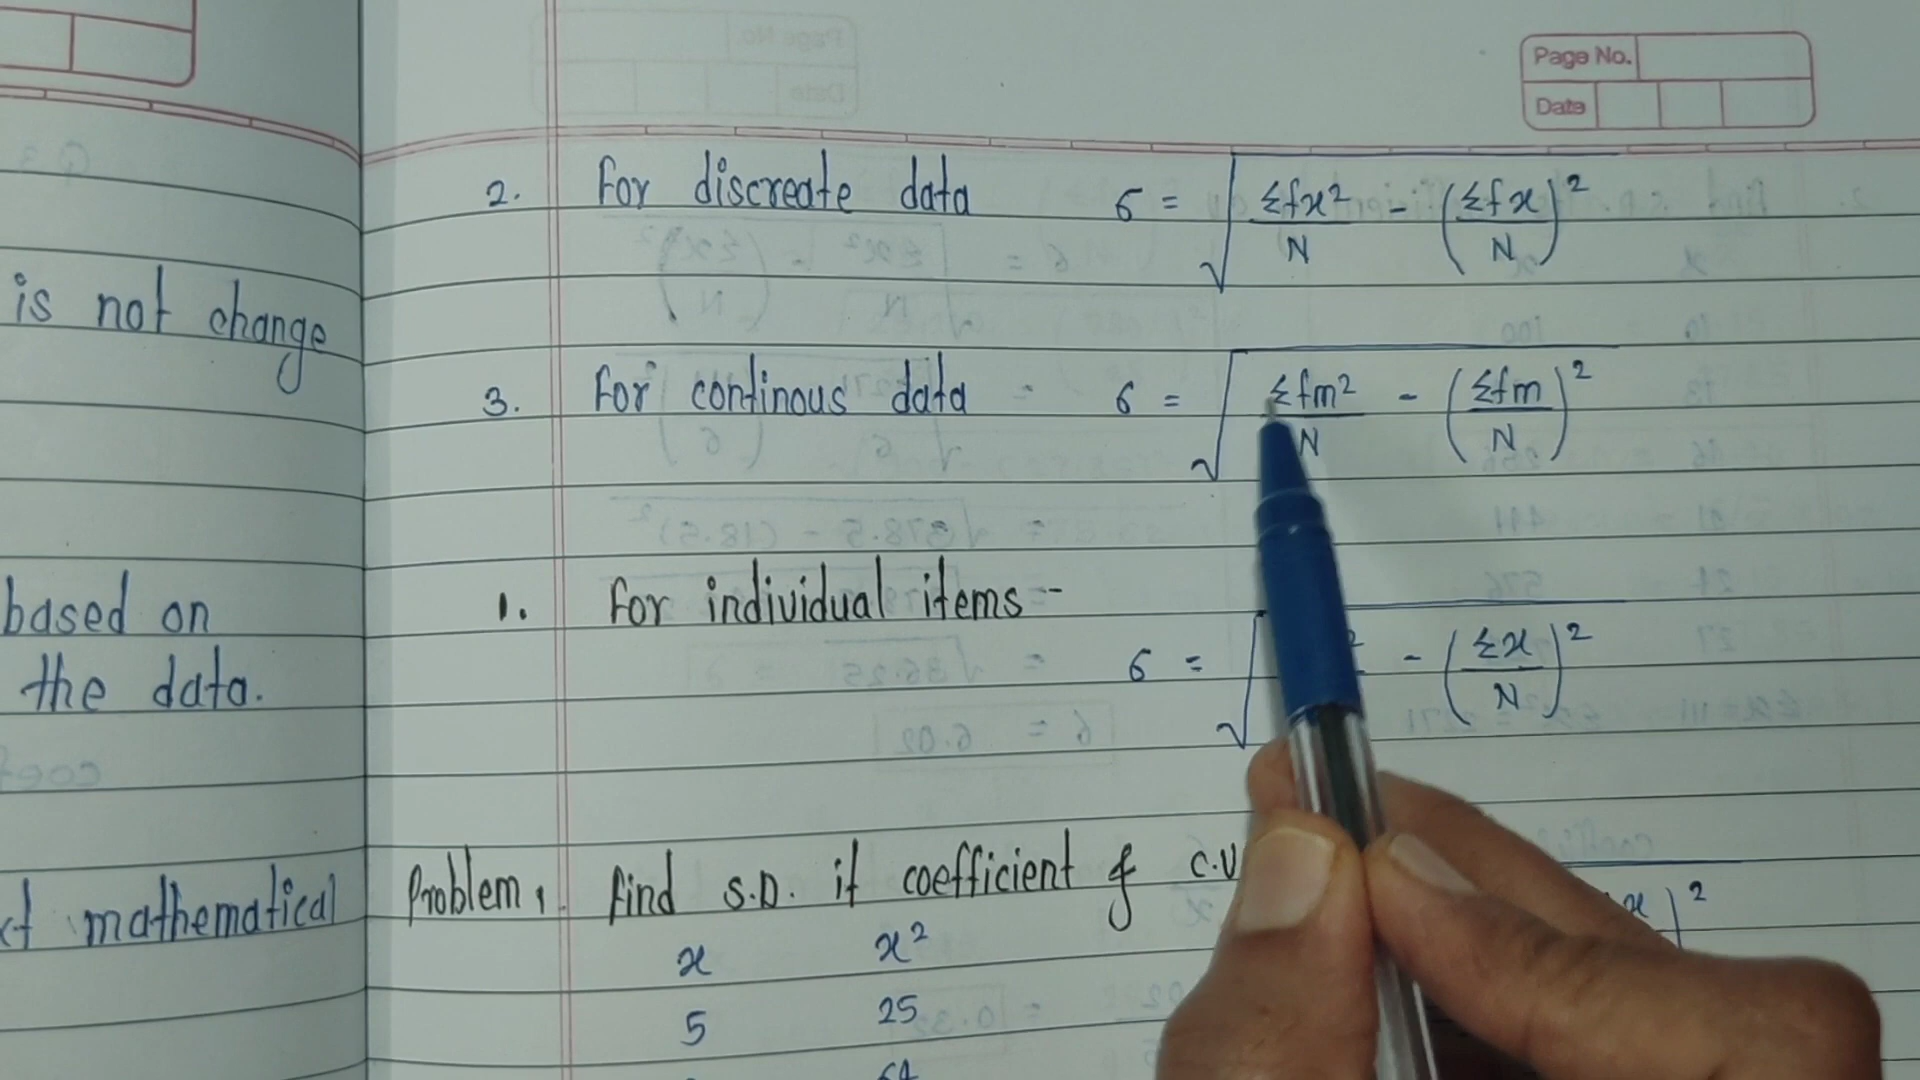 Page No.
Date
2. For discreate data σ = √ Σfx² / N - (Σfx / N)²
is not change
3. For continous data = σ = √ Σfm² / N - (Σfm / N)²
based on
1. For individual items -
the data.
σ = √ - (Σx / N)²
mathematical
Problem 1. Find S.D. if coefficient of C.V
x x²
5 25
64